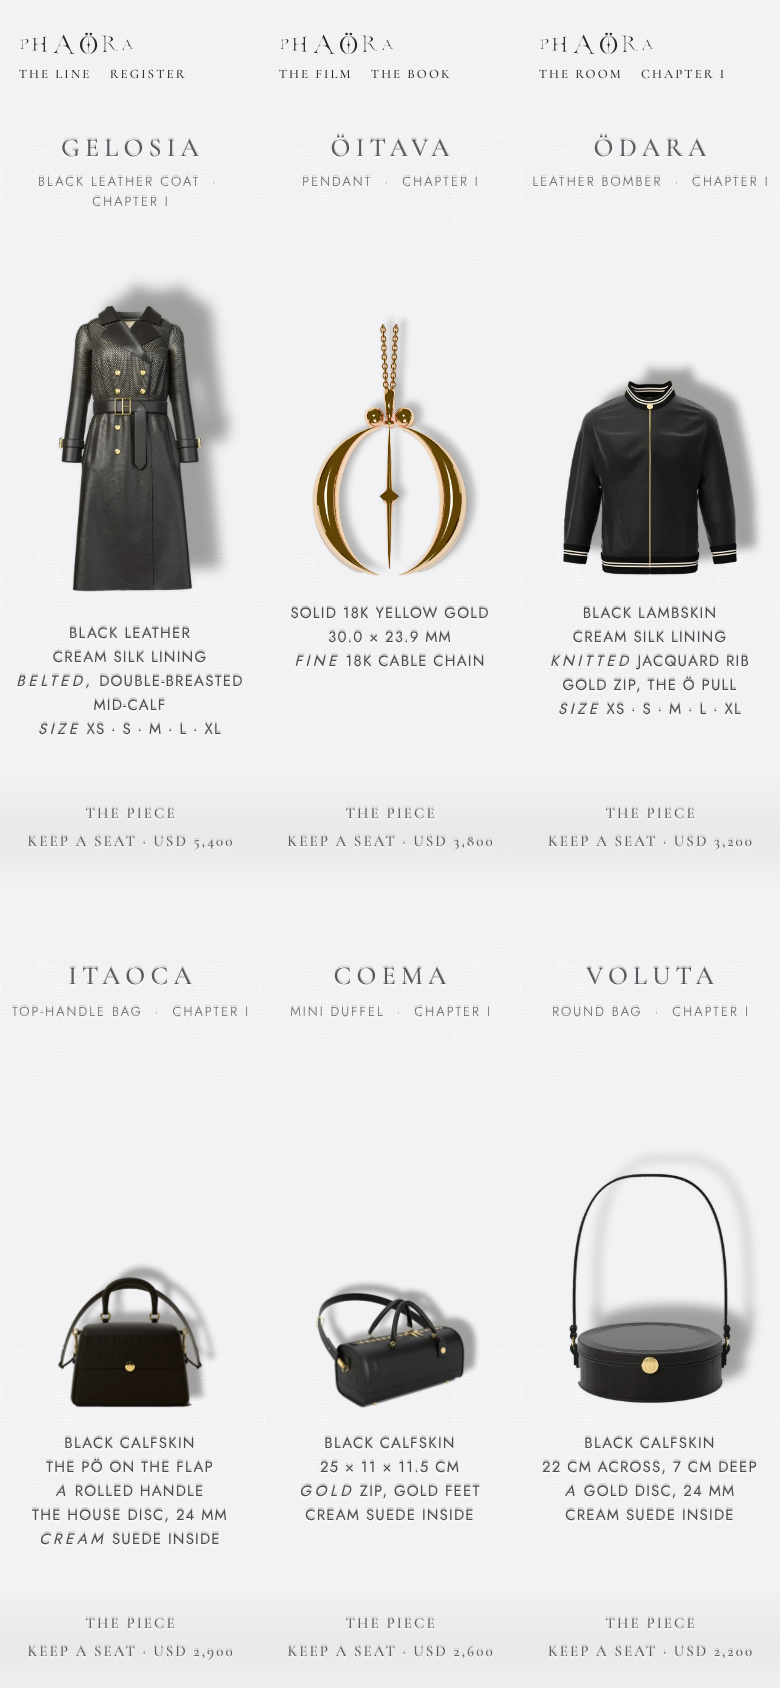 PHAÖRA
THE LINE REGISTER
PHAÖRA
THE FILM THE BOOK
PHAÖRA
THE ROOM CHAPTER I
GELOSIA
BLACK LEATHER COAT ·
CHAPTER I
BLACK LEATHER
CREAM SILK LINING
BELTED, DOUBLE-BREASTED
MID-CALF
SIZE XS · S · M · L · XL
THE PIECE
KEEP A SEAT · USD 5,400
ÖITAVA
PENDANT · CHAPTER I
SOLID 18K YELLOW GOLD
30.0 × 23.9 MM
FINE 18K CABLE CHAIN
THE PIECE
KEEP A SEAT · USD 3,800
ÖDARA
LEATHER BOMBER · CHAPTER I
BLACK LAMBSKIN
CREAM SILK LINING
KNITTED JACQUARD RIB
GOLD ZIP, THE Ö PULL
SIZE XS · S · M · L · XL
THE PIECE
KEEP A SEAT · USD 3,200
ITAOCA
TOP-HANDLE BAG · CHAPTER I
BLACK CALFSKIN
THE PÖ ON THE FLAP
A ROLLED HANDLE
THE HOUSE DISC, 24 MM
CREAM SUEDE INSIDE
THE PIECE
KEEP A SEAT · USD 2,900
COEMA
MINI DUFFEL · CHAPTER I
BLACK CALFSKIN
25 × 11 × 11.5 CM
GOLD ZIP, GOLD FEET
CREAM SUEDE INSIDE
THE PIECE
KEEP A SEAT · USD 2,600
VOLUTA
ROUND BAG · CHAPTER I
BLACK CALFSKIN
22 CM ACROSS, 7 CM DEEP
A GOLD DISC, 24 MM
CREAM SUEDE INSIDE
THE PIECE
KEEP A SEAT · USD 2,200